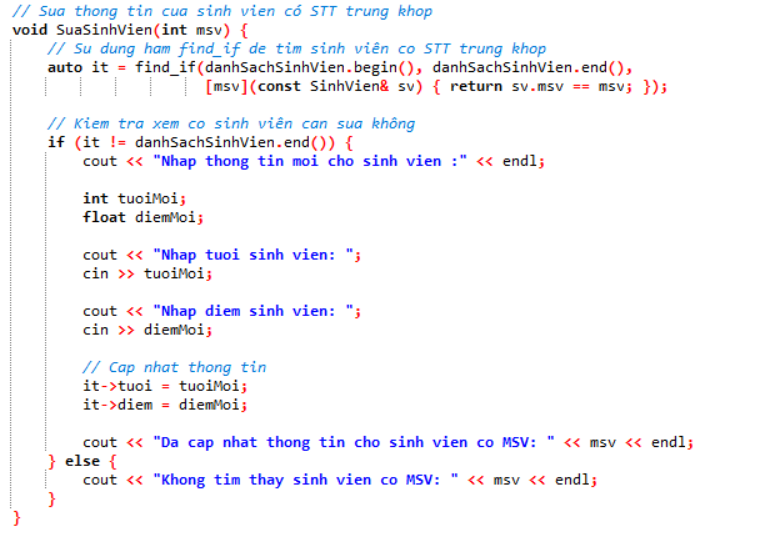 // Sua thong tin cua sinh vien có STT trung khop
void SuaSinhVien(int msv) {
// Su dung ham find_if de tim sinh viên co STT trung khop
auto it = find_if(danhSachSinhVien.begin(), danhSachSinhVien.end(),
[msv](const SinhVien& sv) { return sv.msv == msv; });
// Kiem tra xem co sinh viên can sua không
if (it != danhSachSinhVien.end()) {
cout << "Nhap thong tin moi cho sinh vien :" << endl;
int tuoiMoi;
float diemMoi;
cout << "Nhap tuoi sinh vien: ";
cin >> tuoiMoi;
cout << "Nhap diem sinh vien: ";
cin >> diemMoi;
// Cap nhat thong tin
it->tuoi = tuoiMoi;
it->diem = diemMoi;
cout << "Da cap nhat thong tin cho sinh vien co MSV: " << msv << endl;
} else {
cout << "Khong tim thay sinh vien co MSV: " << msv << endl;
}
}